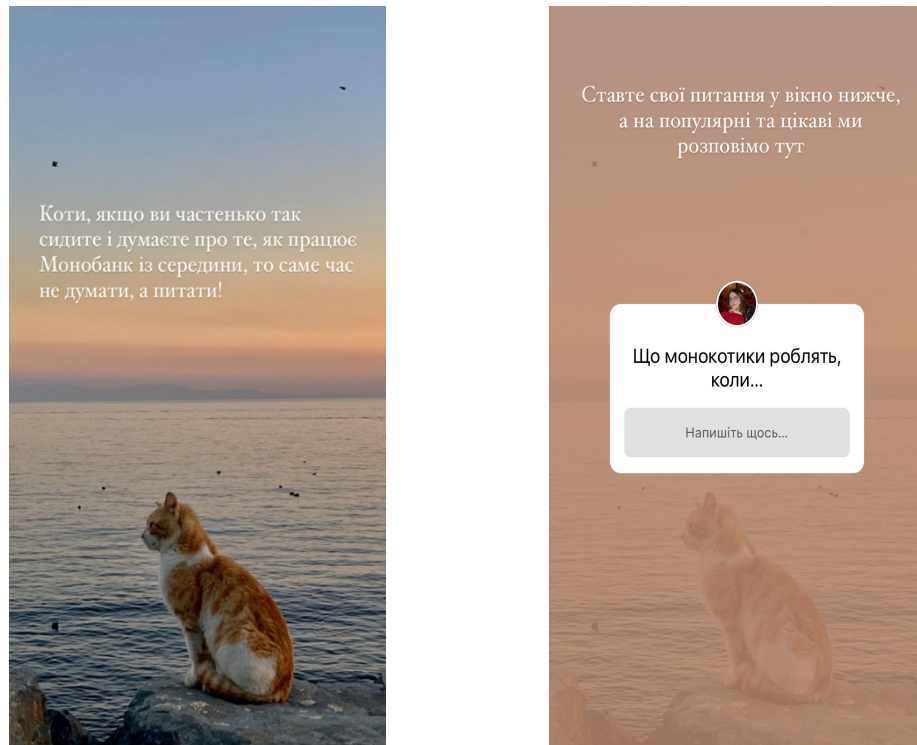 Коти, якщо ви частенько так
сидите і думаєте про те, як працює
Монобанк із середини, то саме час
не думати, а питати!
Ставте свої питання у вікно нижче,
а на популярні та цікаві ми
розповімо тут
Що монокотики роблять,
коли...
Напишіть щось...